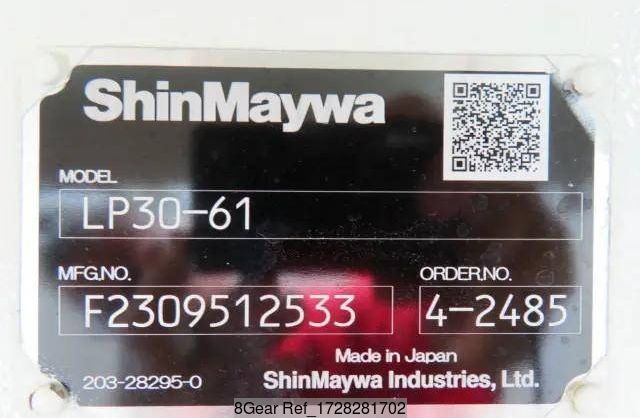 ShinMaywa
MODEL
LP30-61
MFG.NO. ORDER.NO.
F2309512533 4-2485
Made in Japan
203-28295-0 ShinMaywa Industries, Ltd.
8Gear Ref_1728281702